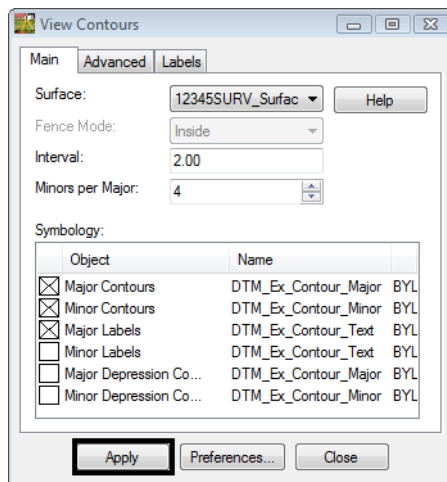 View Contours
Main Advanced Labels
Surface: 12345SURV_Surfac Help
Fence Mode: Inside
Interval: 2.00
Minors per Major: 4
Symbology:
Object Name
Major Contours DTM_Ex_Contour_Major BYL
Minor Contours DTM_Ex_Contour_Minor BYL
Major Labels DTM_Ex_Contour_Text BYL
Minor Labels DTM_Ex_Contour_Text BYL
Major Depression Co... DTM_Ex_Contour_Major BYL
Minor Depression Co... DTM_Ex_Contour_Minor BYL
Apply Preferences... Close